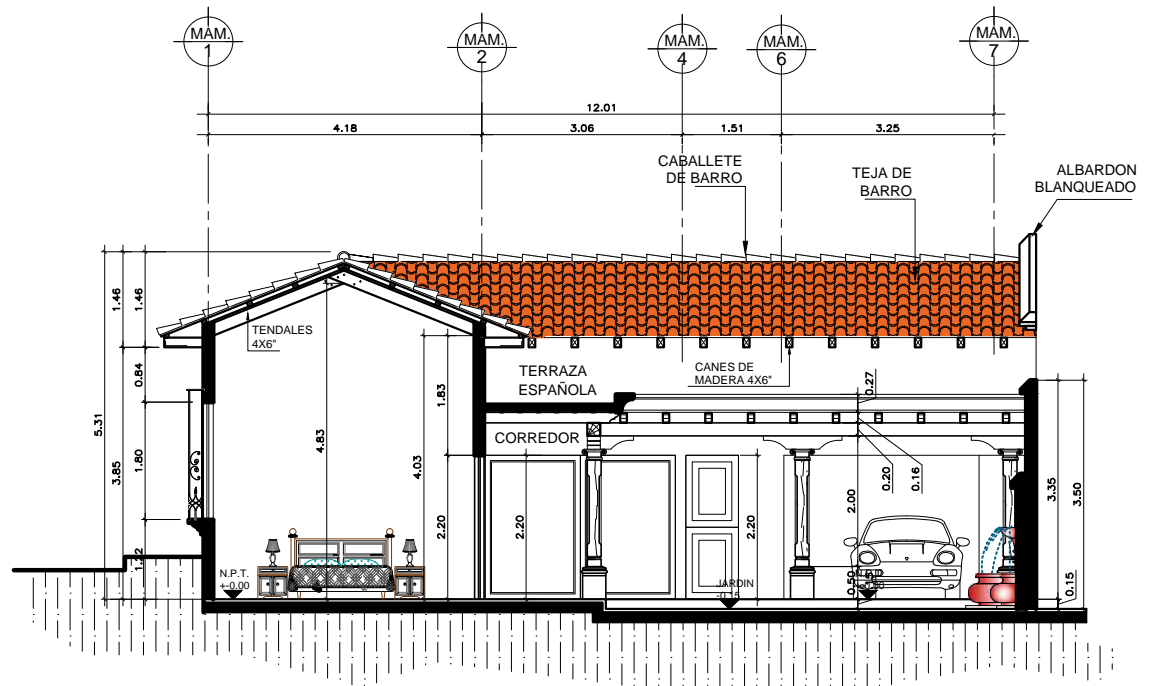 MAM.
1
MAM.
2
MAM.
4
MAM.
6
MAM.
7
12.01
4.18
3.06
1.51
3.25
CABALLETE
DE BARRO
TEJA DE
BARRO
ALBARDON
BLANQUEADO
TENDALES
4X6"
CANES DE
MADERA 4X6"
TERRAZA
ESPAÑOLA
CORREDOR
5.31
1.46
3.85
1.46
0.84
1.80
1.22
4.83
4.03
1.83
2.20
2.20
2.20
2.00
0.27
0.20
0.16
0.50
3.35
3.50
0.15
N.P.T.
+-0.00
JARDIN
-0.15